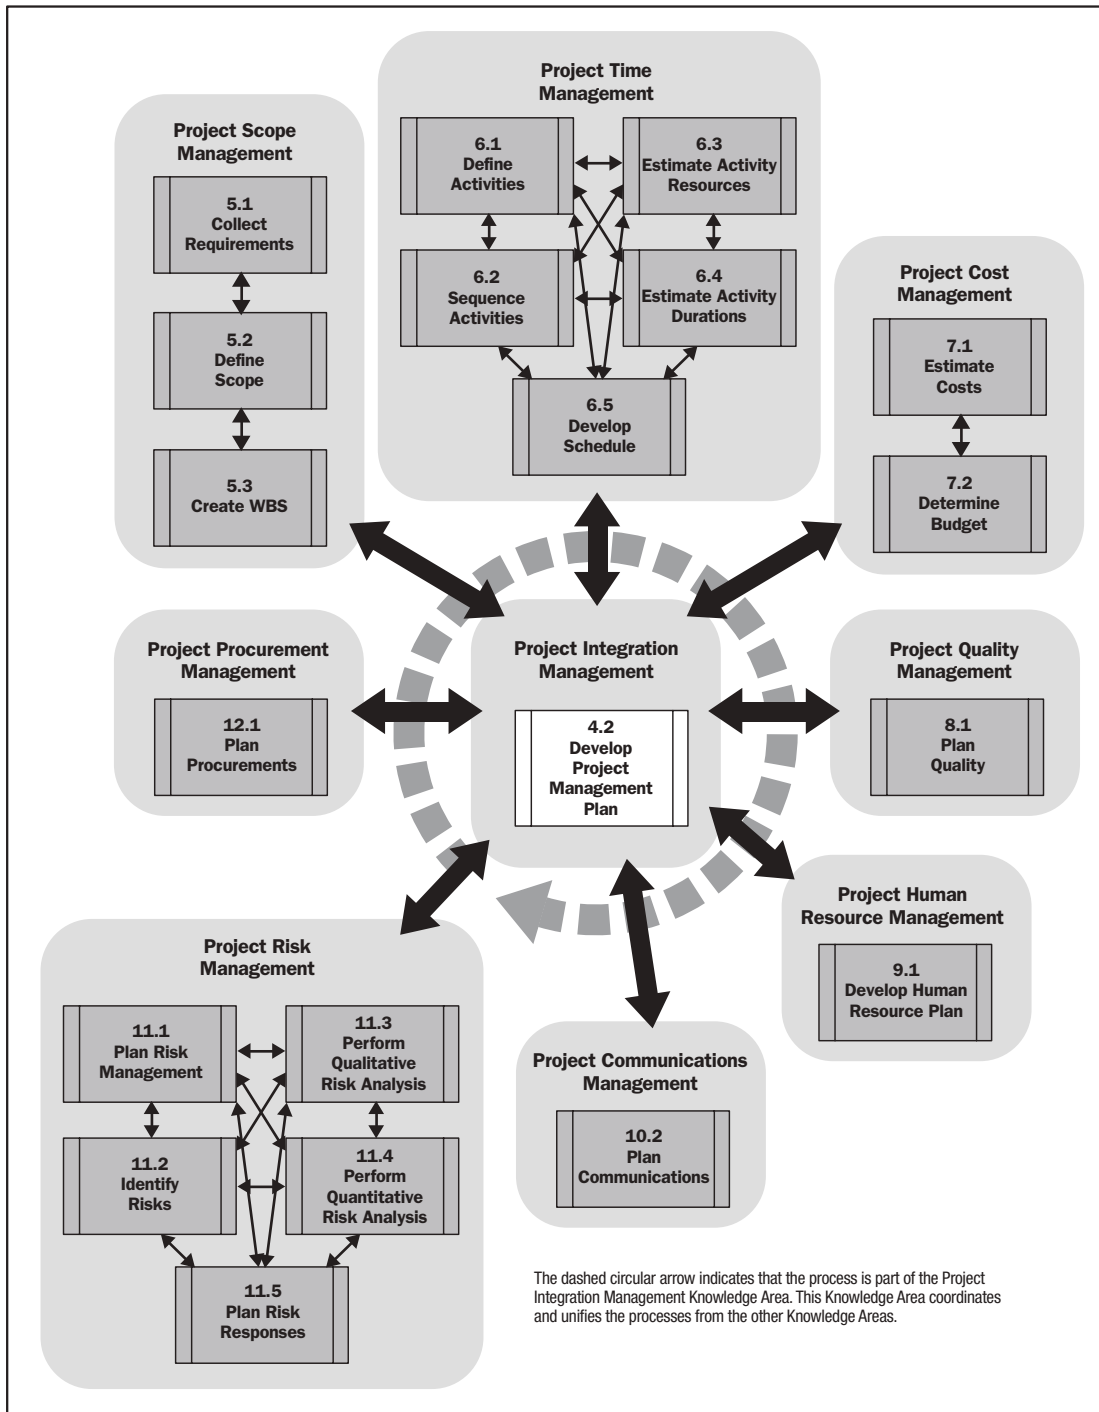 Project Time
Management
6.1
Define
Activities
6.3
Estimate Activity
Resources
6.2
Sequence
Activities
6.4
Estimate Activity
Durations
6.5
Develop
Schedule
Project Scope
Management
5.1
Collect
Requirements
5.2
Define
Scope
5.3
Create WBS
Project Cost
Management
7.1
Estimate
Costs
7.2
Determine
Budget
Project Procurement
Management
12.1
Plan
Procurements
Project Integration
Management
4.2
Develop
Project
Management
Plan
Project Quality
Management
8.1
Plan
Quality
Project Human
Resource Management
9.1
Develop Human
Resource Plan
Project Risk
Management
11.1
Plan Risk
Management
11.3
Perform
Qualitative
Risk Analysis
11.2
Identify
Risks
11.4
Perform
Quantitative
Risk Analysis
11.5
Plan Risk
Responses
Project Communications
Management
10.2
Plan
Communications
The dashed circular arrow indicates that the process is part of the Project
Integration Management Knowledge Area. This Knowledge Area coordinates
and unifies the processes from the other Knowledge Areas.